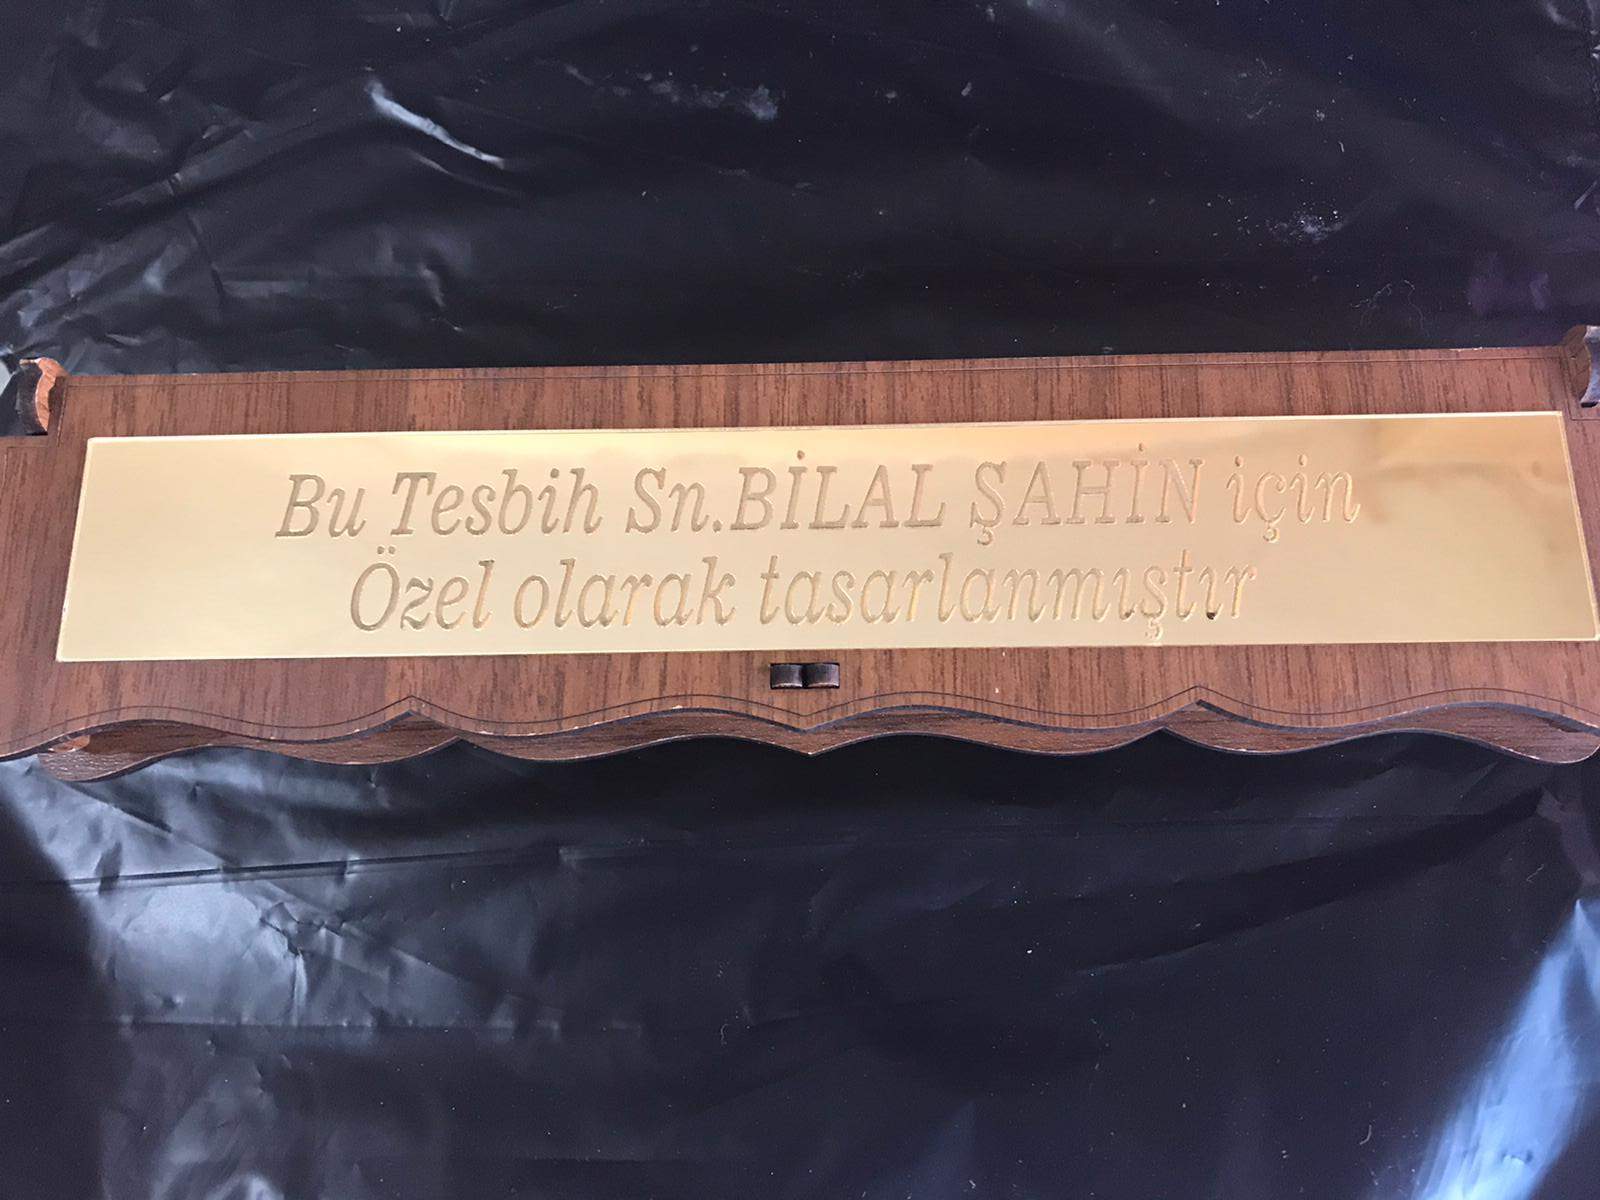 Bu Tesbih Sn.BİLAL ŞAHİN için
Özel olarak tasarlanmıştır